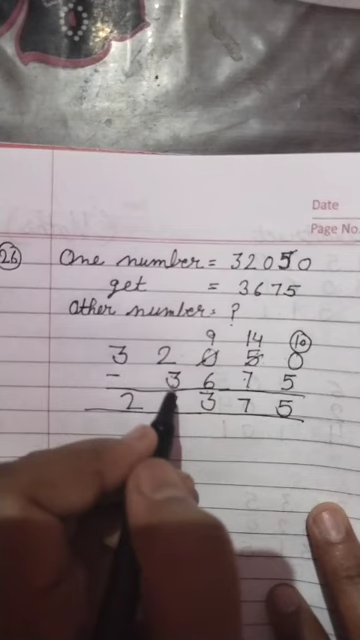 Date
Page No.
26 One number = 32050
get = 3675
Other number = ?
9 14 10
3 2 0 5 0
- 3 6 7 5
2 3 7 5